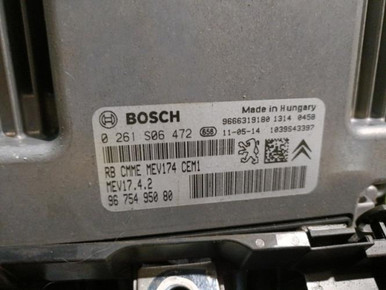 BOSCH
Made in Hungary
9666319180 1314 0458
0 261 S06 472 658 11-05-14 1039S43397
RB CMME MEV174 CEM1
MEV17.4.2
96 754 950 80